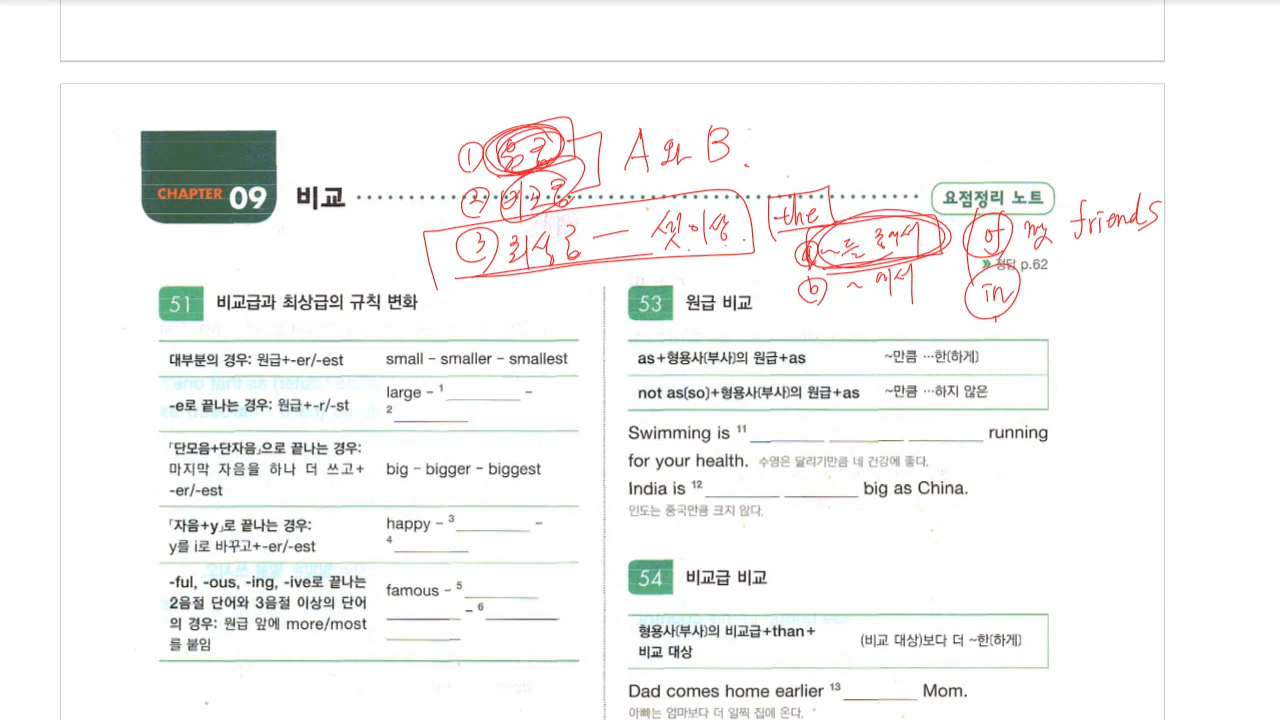 ① 원급
A와 B.
② 비교급
CHAPTER 09 비교
요점정리 노트
③ 최상급 — 셋 이상
the
ⓐ ~들 중에서
of my friends
ⓑ ~에서
in
정답 p.62
51 비교급과 최상급의 규칙 변화
대부분의 경우: 원급+-er/-est small – smaller – smallest
-e로 끝나는 경우: 원급+-r/-st large – 1 ________ –
2 ________
「단모음+단자음」으로 끝나는 경우:
마지막 자음을 하나 더 쓰고+
-er/-est
big – bigger – biggest
「자음+y」로 끝나는 경우:
y를 i로 바꾸고+-er/-est
happy – 3 ________ –
4 ________
-ful, -ous, -ing, -ive로 끝나는
2음절 단어와 3음절 이상의 단어
의 경우: 원급 앞에 more/most
를 붙임
famous – 5 ________
________ – 6 ________
________
53 원급 비교
as+형용사(부사)의 원급+as ~만큼 …한(하게)
not as(so)+형용사(부사)의 원급+as ~만큼 …하지 않은
Swimming is 11 ________ ________ ________ running
for your health. 수영은 달리기만큼 네 건강에 좋다.
India is 12 ________ ________ big as China.
인도는 중국만큼 크지 않다.
54 비교급 비교
형용사(부사)의 비교급+than+
비교 대상
(비교 대상)보다 더 ~한(하게)
Dad comes home earlier 13 ________ Mom.
아빠는 엄마보다 더 일찍 집에 온다.